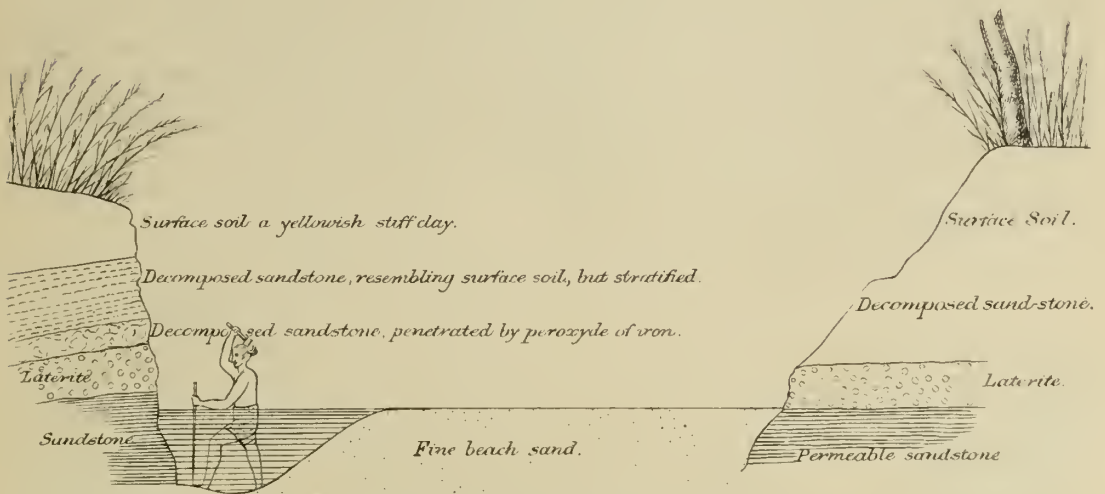 Surface soil a yellowish stiff clay.
Surface Soil.
Decomposed sandstone, resembling surface soil, but stratified.
Decomposed sand-stone.
Decomposed sandstone, penetrated by peroxyde of iron.
Laterite
Laterite.
Sandstone
Fine beach sand.
Permeable sandstone